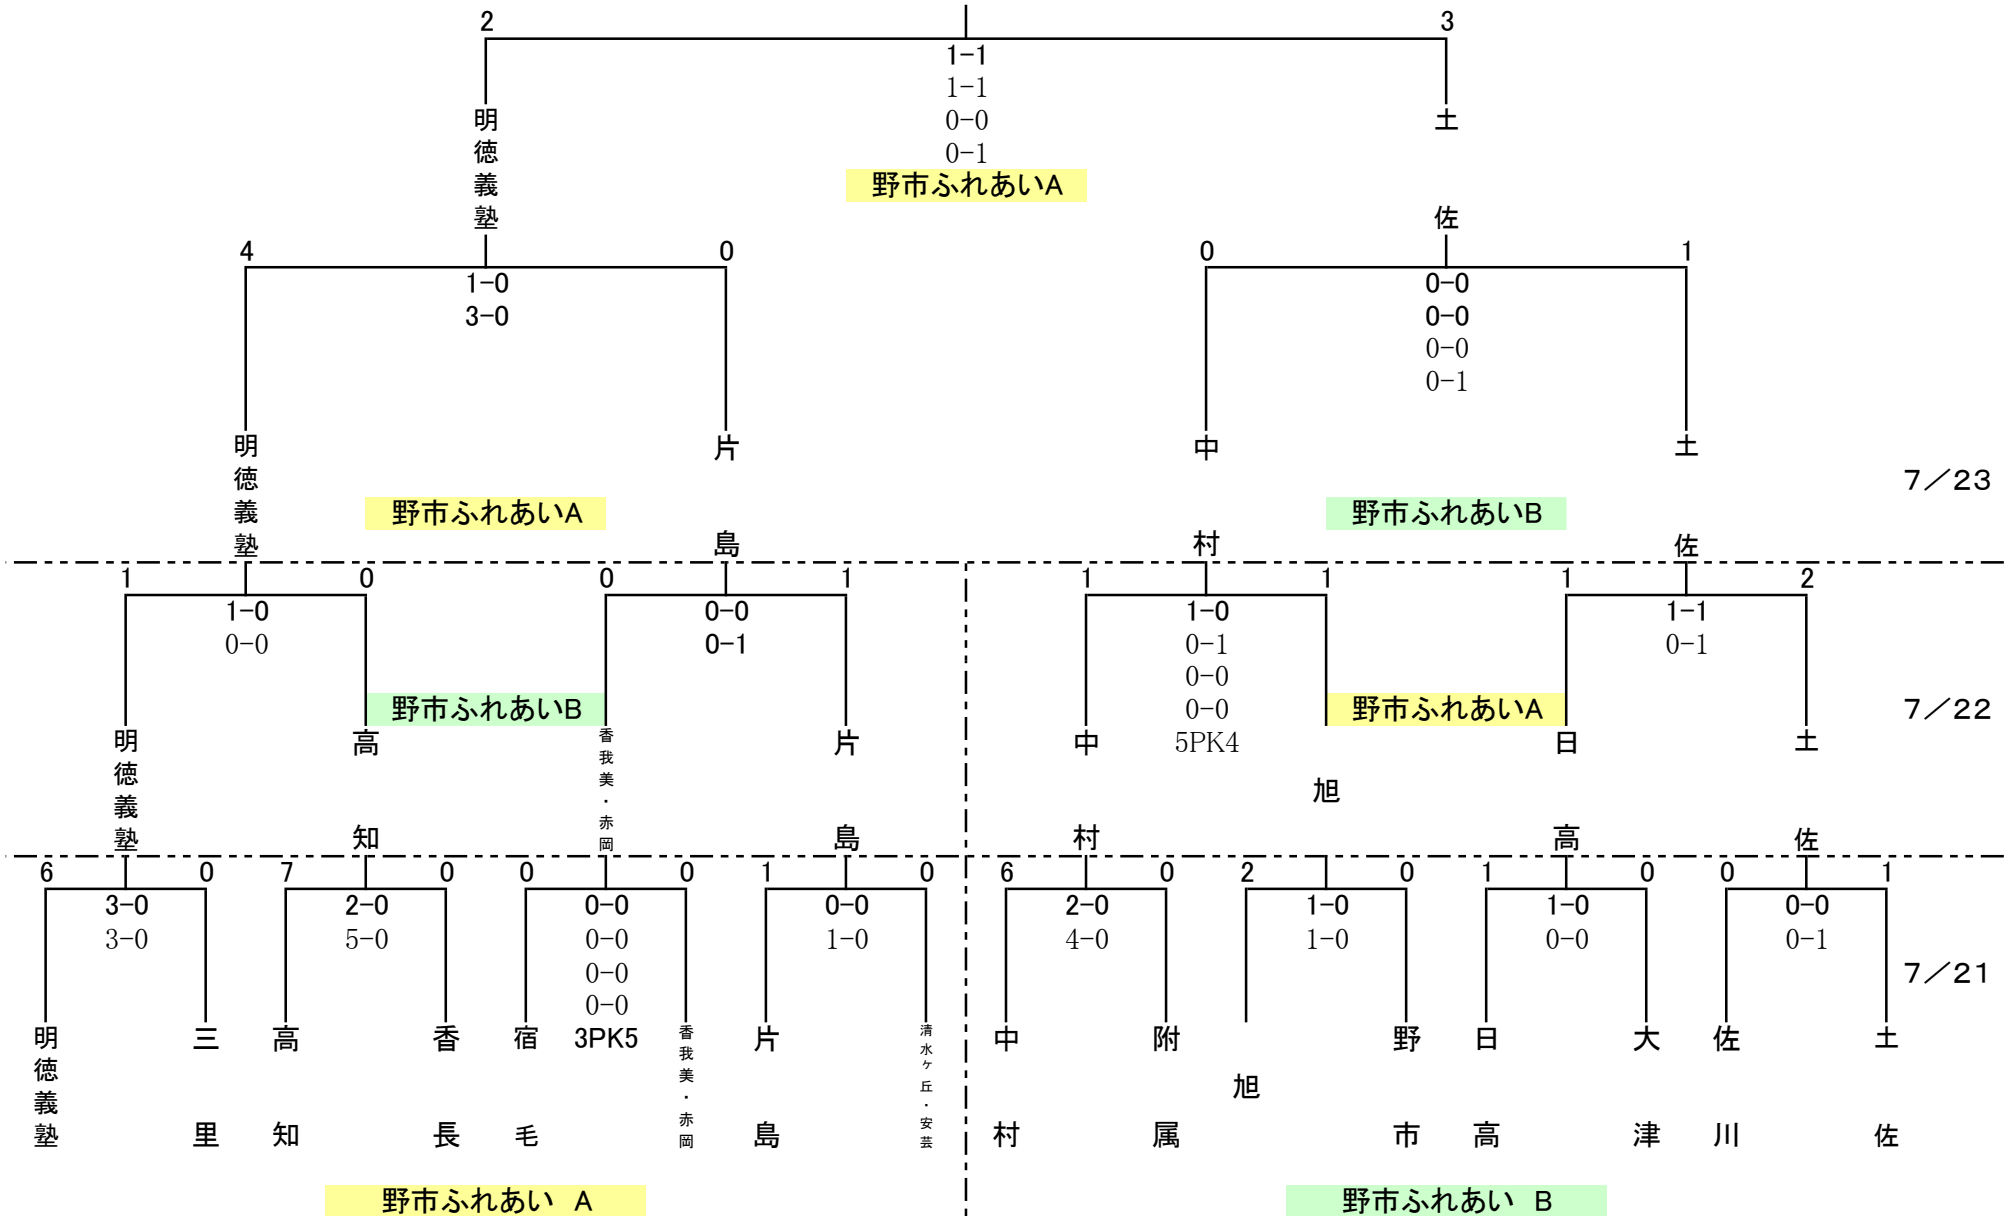 2 3
1-1
1-1
0-0
0-1
明徳義塾 土佐
野市ふれあいA
4 0 0 1
1-0 0-0
3-0 0-0
0-0
0-1
明徳義塾 片島 中村 土佐
7／23
野市ふれあいA 野市ふれあいB
1 0 0 1 1 1 1 2
1-0 0-0 1-0 1-1
0-0 0-1 0-1 0-1
0-0
0-0
5PK4
野市ふれあいB 野市ふれあいA 7／22
明徳義塾 高知 香我美・赤岡 片島 中村 旭 日高 土佐
6 0 7 0 0 0 1 0 6 0 2 0 1 0 0 1
3-0 2-0 0-0 0-0 2-0 1-0 1-0 0-0
3-0 5-0 0-0 1-0 4-0 1-0 0-0 0-1
0-0 7／21
0-0
3PK5
明徳義塾 三里 高知 香長 宿毛 香我美・赤岡 片島 清水ヶ丘・安芸 中村 附属 旭 野市 日高 大津 佐川 土佐
野市ふれあい A 野市ふれあい B